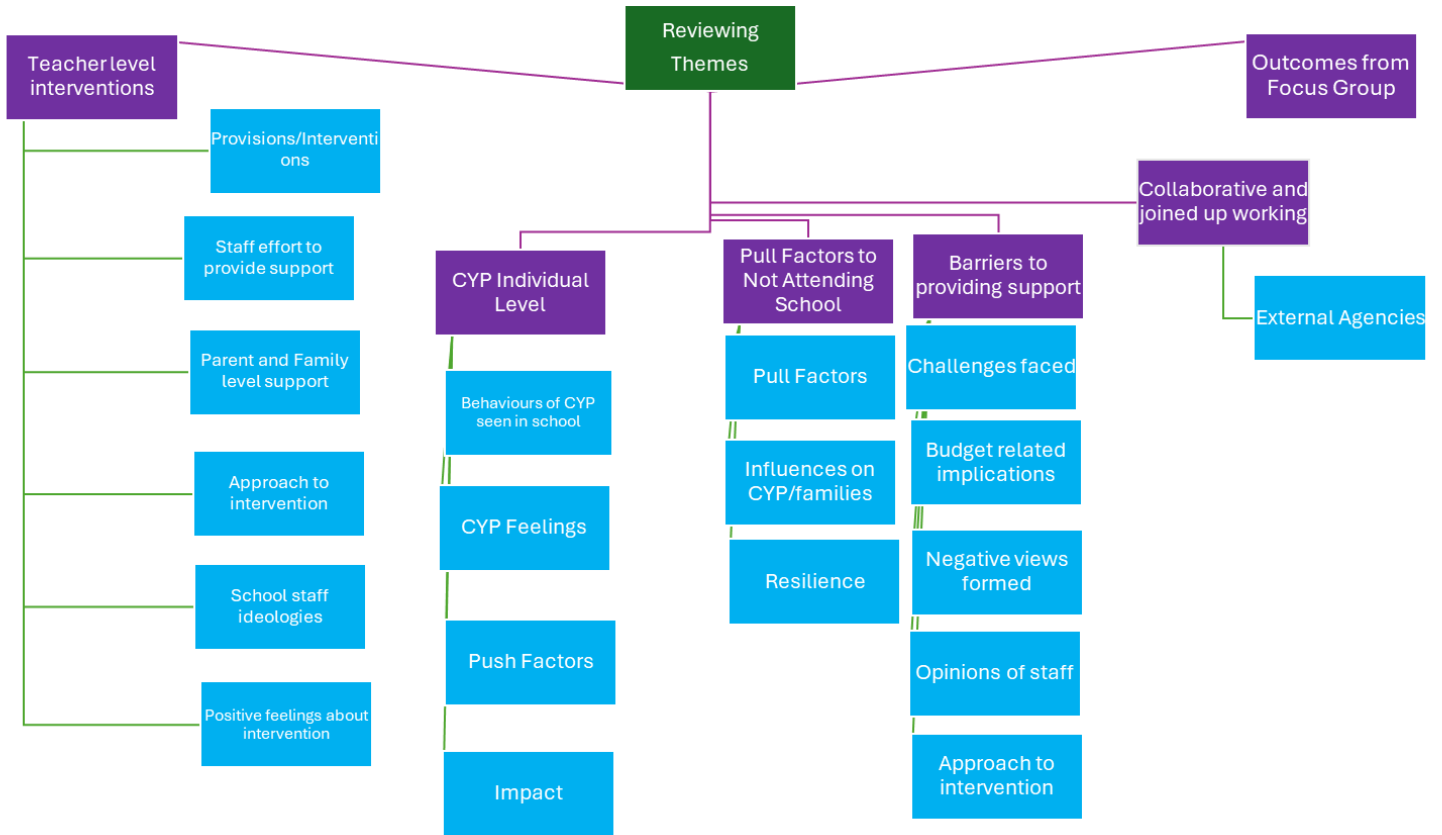 Reviewing
Themes
Teacher level
interventions
Provisions/Interventi
ons
Staff effort to
provide support
Parent and Family
level support
Approach to
intervention
School staff
ideologies
Positive feelings about
intervention
CYP Individual
Level
Behaviours of CYP
seen in school
CYP Feelings
Push Factors
Impact
Pull Factors to
Not Attending
School
Pull Factors
Influences on
CYP/families
Resilience
Barriers to
providing support
Challenges faced
Budget related
implications
Negative views
formed
Opinions of staff
Approach to
intervention
Collaborative and
joined up working
External Agencies
Outcomes from
Focus Group